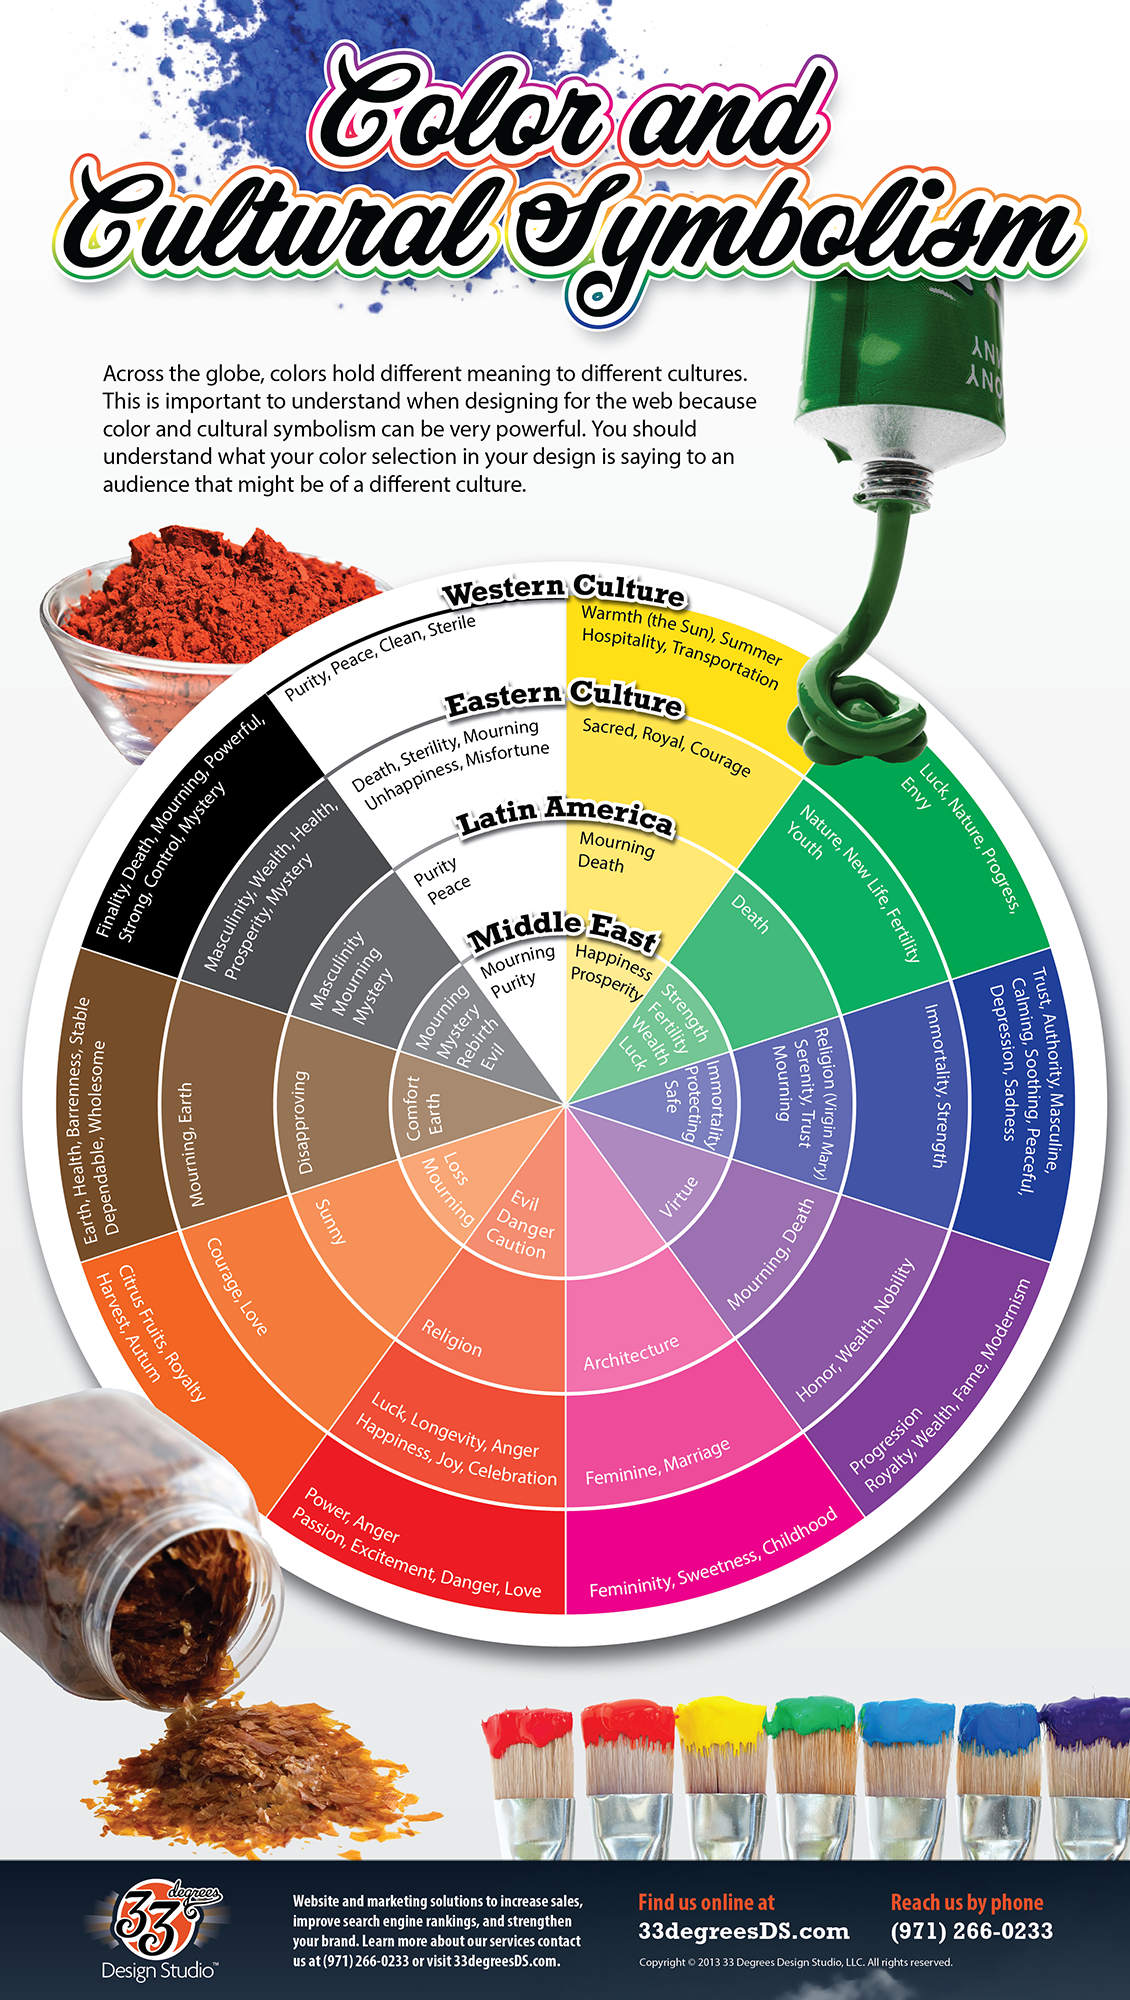 Color and
Cultural Symbolism
Across the globe, colors hold different meaning to different cultures.
This is important to understand when designing for the web because
color and cultural symbolism can be very powerful. You should
understand what your color selection in your design is saying to an
audience that might be of a different culture.
Western Culture
Purity, Peace, Clean, Sterile
Warmth (the Sun), Summer
Hospitality, Transportation
Luck, Nature, Progress,
Envy
Trust, Authority, Masculine,
Calming, Soothing, Peaceful,
Depression, Sadness
Progression
Royalty, Wealth, Fame, Modernism
Femininity, Sweetness, Childhood
Power, Anger
Passion, Excitement, Danger, Love
Citrus Fruits, Royalty
Harvest, Autum
Earth, Health, Barrenness, Stable
Dependable, Wholesome
Finality, Death, Mourning, Powerful,
Strong, Control, Mystery
Eastern Culture
Death, Sterility, Mourning
Unhappiness, Misfortune
Sacred, Royal, Courage
Nature, New Life, Fertility
Youth
Immortality, Strength
Honor, Wealth, Nobility
Feminine, Marriage
Luck, Longevity, Anger
Happiness, Joy, Celebration
Courage, Love
Mourning, Earth
Masculinity, Wealth, Health,
Prosperity, Mystery
Latin America
Purity
Peace
Mourning
Death
Death
Religion (Virgin Mary)
Serenity, Trust
Mourning
Mourning, Death
Architecture
Religion
Sunny
Disapproving
Masculinity
Mourning
Mystery
Middle East
Mourning
Purity
Happiness
Prosperity
Strength
Fertility
Wealth
Luck
Immortality
Protecting
Safe
Virtue
Evil
Danger
Caution
Loss
Mourning
Comfort
Earth
Mourning
Mystery
Rebirth
Evil
33 degrees
Design Studio™
Website and marketing solutions to increase sales,
improve search engine rankings, and strengthen
your brand. Learn more about our services contact
us at (971) 266-0233 or visit 33degreesDS.com.
Find us online at
33degreesDS.com
Reach us by phone
(971) 266-0233
Copyright © 2013 33 Degrees Design Studio, LLC. All rights reserved.